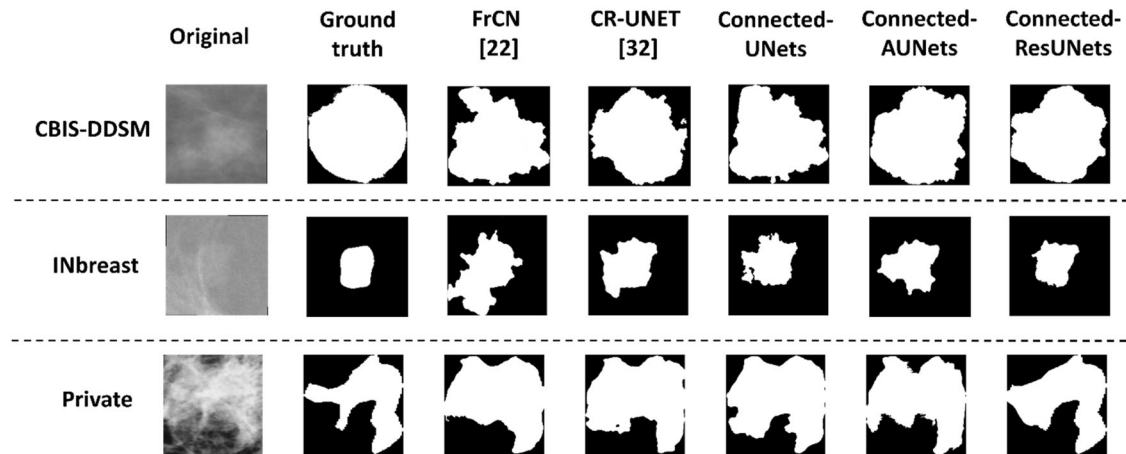 Original
Ground
truth
FrCN
[22]
CR-UNET
[32]
Connected-
UNets
Connected-
AUNets
Connected-
ResUNets
CBIS-DDSM
INbreast
Private